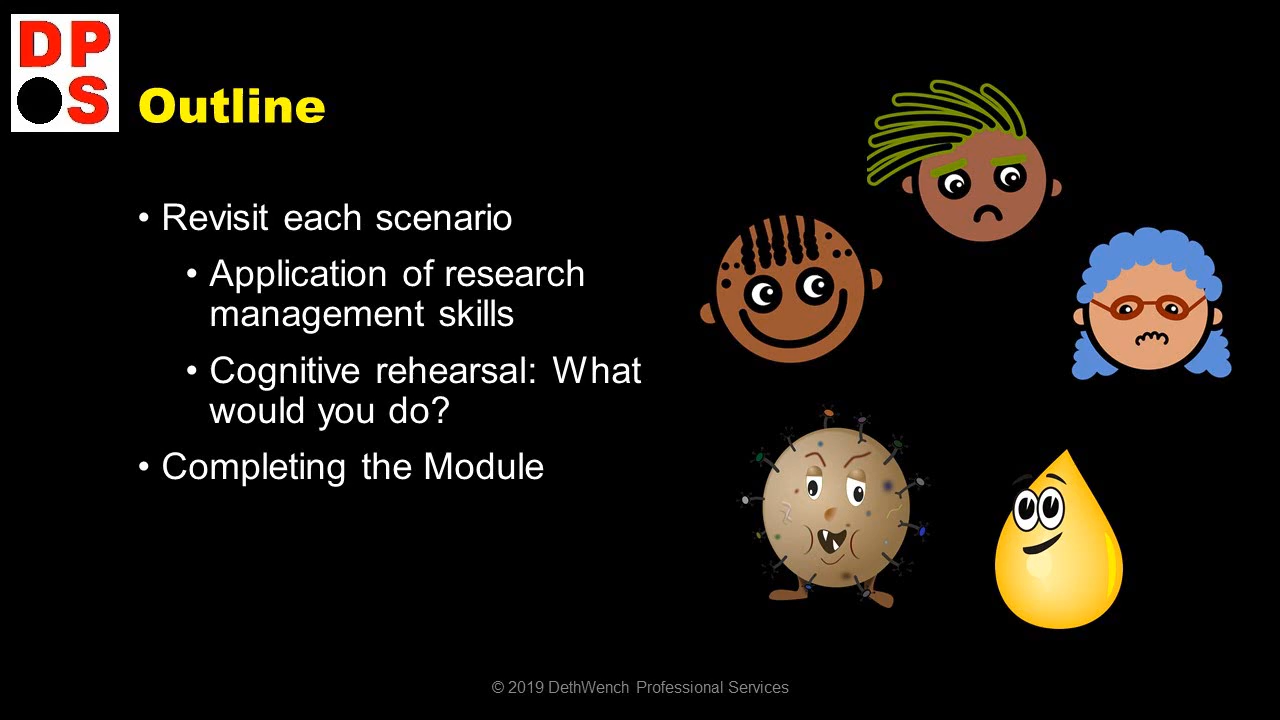 DP
S
Outline
• Revisit each scenario
• Application of research
management skills
• Cognitive rehearsal: What
would you do?
• Completing the Module
© 2019 DethWench Professional Services